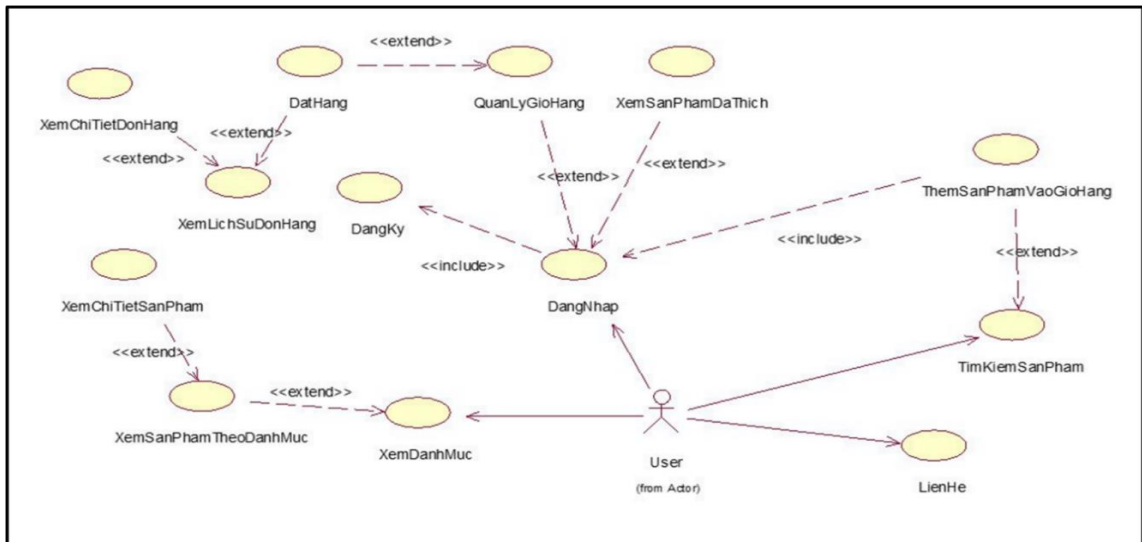 <<extend>>
DatHang
QuanLyGioHang
XemSanPhamDaThich
XemChiTietDonHang
<<extend>>
<<extend>>
XemLichSuDonHang
DangKy
<<extend>>
<<extend>>
ThemSanPhamVaoGioHang
<<include>>
<<include>>
<<extend>>
XemChiTietSanPham
DangNhap
<<extend>>
TimKiemSanPham
<<extend>>
XemSanPhamTheoDanhMuc
XemDanhMuc
User
(from Actor)
LienHe